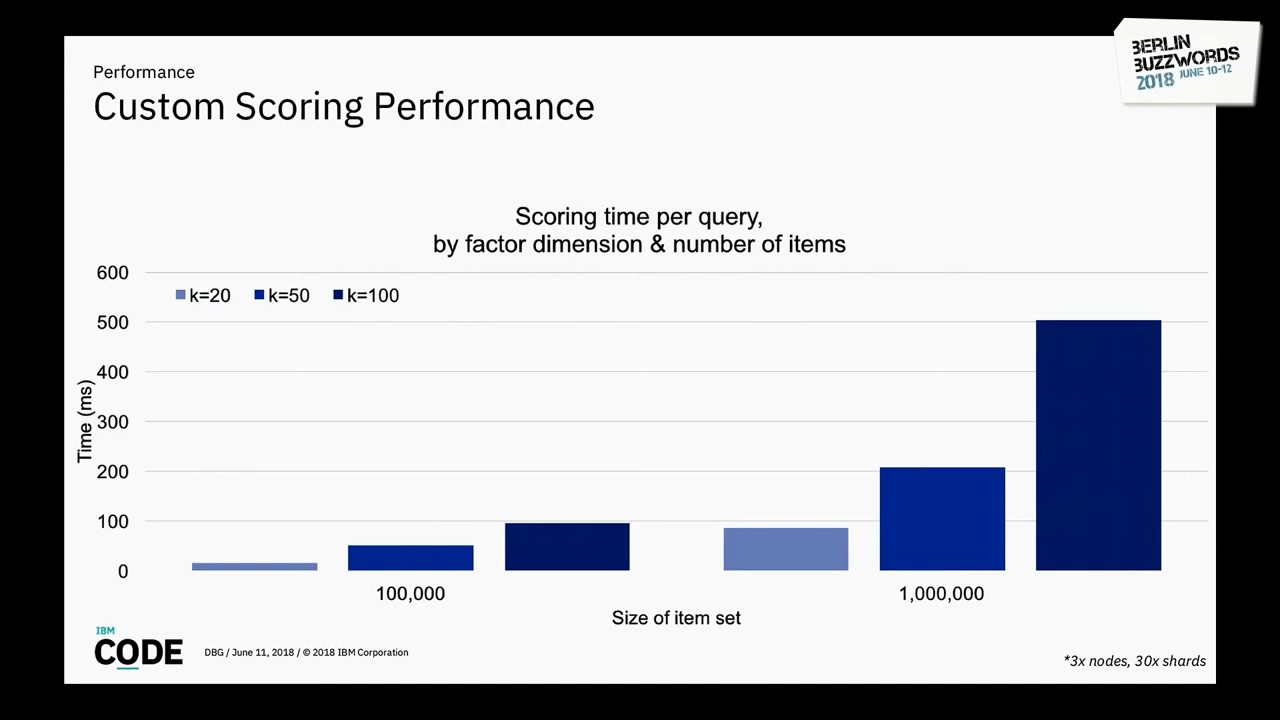 BERLIN
BUZZWORDS
2018 JUNE 10-12
Performance
Custom Scoring Performance
Scoring time per query,
by factor dimension & number of items
600
k=20 k=50 k=100
500
400
300
200
100
0
Time (ms)
100,000 1,000,000
Size of item set
IBM
CODE
DBG / June 11, 2018 / © 2018 IBM Corporation
*3x nodes, 30x shards